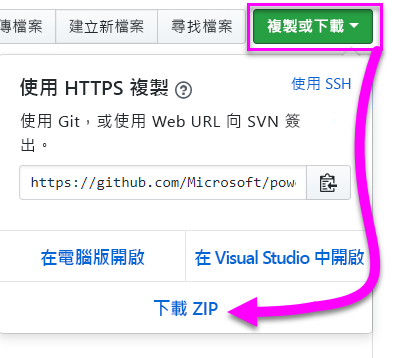 傳檔案 建立新檔案 尋找檔案 複製或下載
使用 HTTPS 複製 使用 SSH
使用 Git，或使用 Web URL 向 SVN 簽
出。
https://github.com/Microsoft/pow
在電腦版開啟 在 Visual Studio 中開啟
下載 ZIP